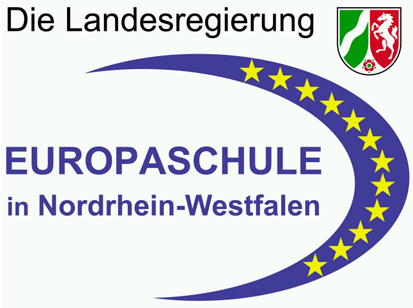 Die Landesregierung
EUROPASCHULE
in Nordrhein-Westfalen